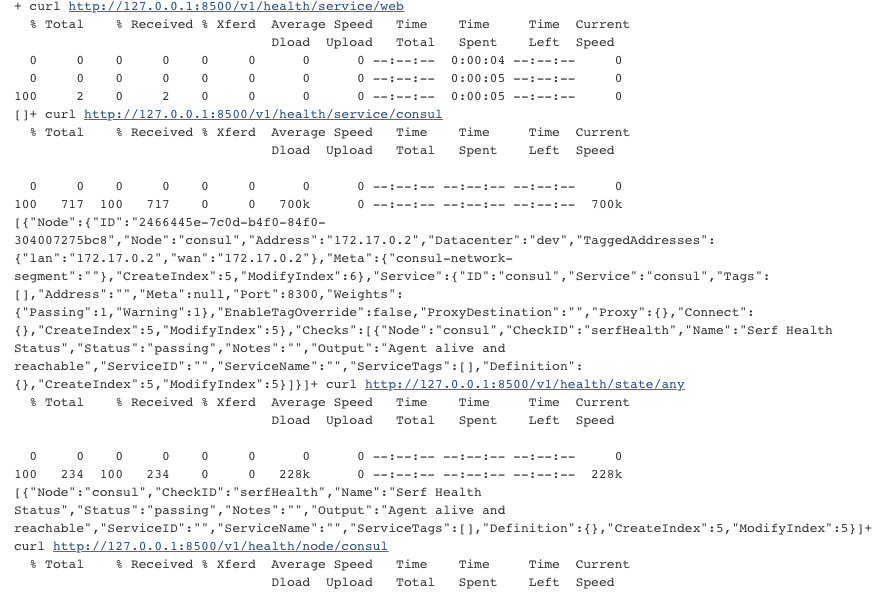 + curl http://127.0.0.1:8500/v1/health/service/web
% Total % Received % Xferd Average Speed Time Time Time Current
Dload Upload Total Spent Left Speed
0 0 0 0 0 0 0 0 --:--:-- 0:00:04 --:--:-- 0
0 0 0 0 0 0 0 0 --:--:-- 0:00:05 --:--:-- 0
100 2 0 2 0 0 0 0 --:--:-- 0:00:05 --:--:-- 0
[]+ curl http://127.0.0.1:8500/v1/health/service/consul
% Total % Received % Xferd Average Speed Time Time Time Current
Dload Upload Total Spent Left Speed
0 0 0 0 0 0 0 0 --:--:-- --:--:-- --:--:-- 0
100 717 100 717 0 0 700k 0 --:--:-- --:--:-- --:--:-- 700k
[{"Node":{"ID":"2466445e-7c0d-b4f0-84f0-
304007275bc8","Node":"consul","Address":"172.17.0.2","Datacenter":"dev","TaggedAddresses":
{"lan":"172.17.0.2","wan":"172.17.0.2"},"Meta":{"consul-network-
segment":""},"CreateIndex":5,"ModifyIndex":6},"Service":{"ID":"consul","Service":"consul","Tags":
[],"Address":"","Meta":null,"Port":8300,"Weights":
{"Passing":1,"Warning":1},"EnableTagOverride":false,"ProxyDestination":"","Proxy":{},"Connect":
{},"CreateIndex":5,"ModifyIndex":5},"Checks":[{"Node":"consul","CheckID":"serfHealth","Name":"Serf Health
Status","Status":"passing","Notes":"","Output":"Agent alive and
reachable","ServiceID":"","ServiceName":"","ServiceTags":[],"Definition":
{},"CreateIndex":5,"ModifyIndex":5}]}]+ curl http://127.0.0.1:8500/v1/health/state/any
% Total % Received % Xferd Average Speed Time Time Time Current
Dload Upload Total Spent Left Speed
0 0 0 0 0 0 0 0 --:--:-- --:--:-- --:--:-- 0
100 234 100 234 0 0 228k 0 --:--:-- --:--:-- --:--:-- 228k
[{"Node":"consul","CheckID":"serfHealth","Name":"Serf Health
Status","Status":"passing","Notes":"","Output":"Agent alive and
reachable","ServiceID":"","ServiceName":"","ServiceTags":[],"Definition":{},"CreateIndex":5,"ModifyIndex":5}]+
curl http://127.0.0.1:8500/v1/health/node/consul
% Total % Received % Xferd Average Speed Time Time Time Current
Dload Upload Total Spent Left Speed